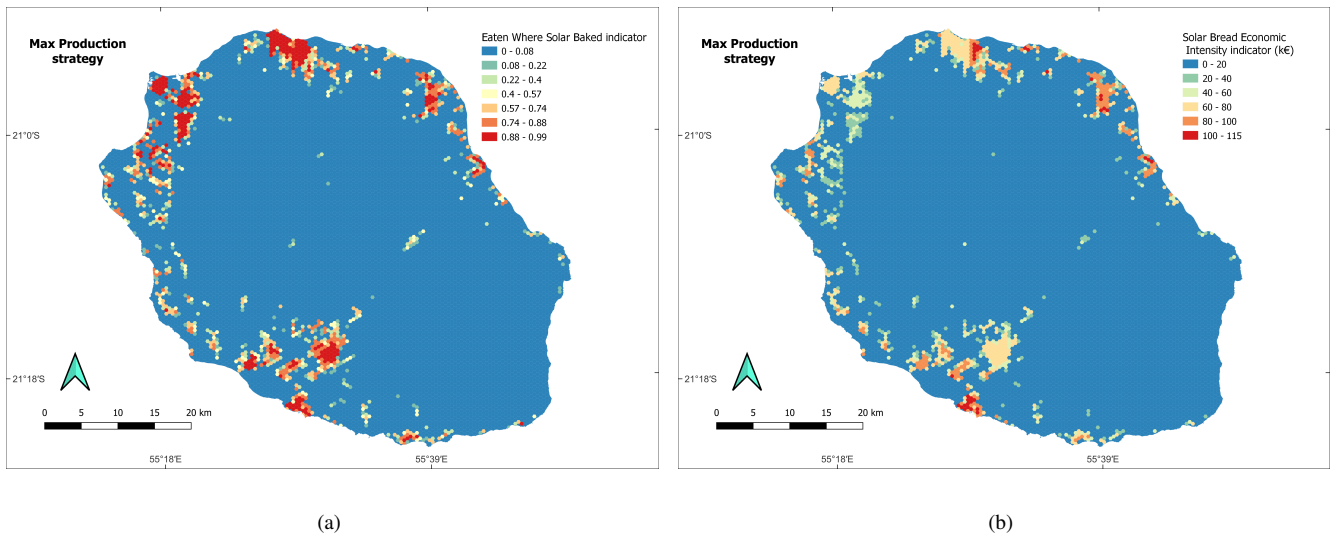 Max Production
strategy
Eaten Where Solar Baked indicator
0 - 0.08
0.08 - 0.22
0.22 - 0.4
0.4 - 0.57
0.57 - 0.74
0.74 - 0.88
0.88 - 0.99
21°0'S
21°18'S
0 5 10 15 20 km
55°18'E 55°39'E
(a)
Max Production
strategy
Solar Bread Economic
Intensity indicator (k€)
0 - 20
20 - 40
40 - 60
60 - 80
80 - 100
100 - 115
21°0'S
21°18'S
0 5 10 15 20 km
55°18'E 55°39'E
(b)